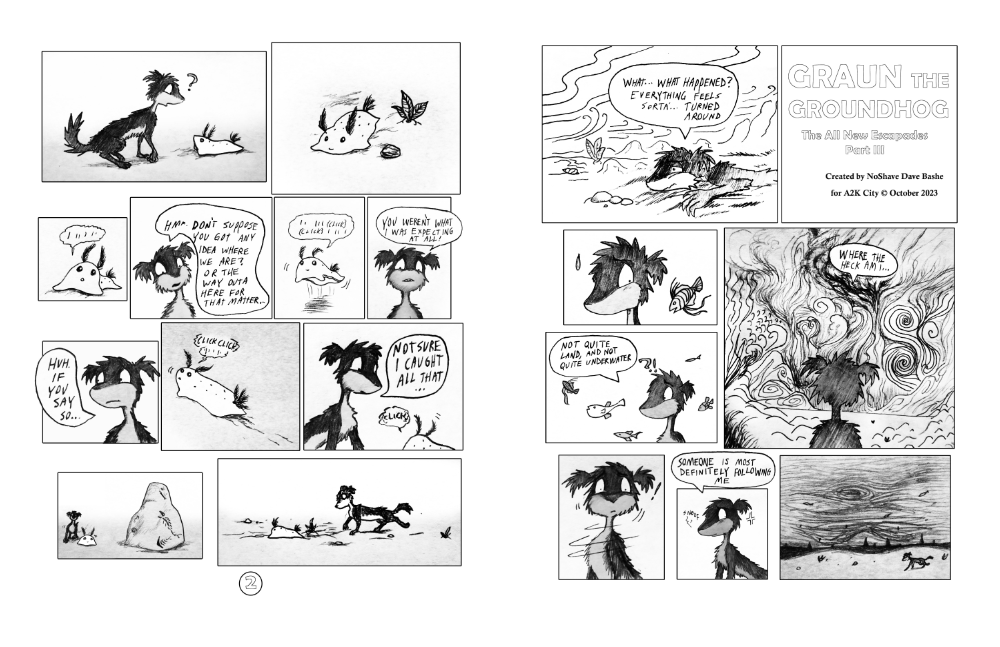 ?
HMM. DON'T SUPPOSE
YOU GOT ANY
IDEA WHERE
WE ARE?
OR THE
WAY OUTA
HERE FOR
THAT MATTER...
(CLICK)
(CLICK)
YOU WEREN'T WHAT
I WAS EXPECTING
AT ALL!
HUH.
IF
YOU
SAY
SO...
CLICK CLICK
NOT SURE
I CAUGHT
ALL THAT
...
(CLICK)
2
WHAT... WHAT HAPPENED?
EVERYTHING FEELS
SORTA... TURNED
AROUND
GRAUN THE
GROUNDHOG
The All New Escapades
Part III
Created by NoShave Dave Bashe
for A2K City © October 2023
WHERE THE
HECK AM I...
NOT QUITE
LAND, AND NOT
QUITE UNDERWATER
?!
!
SOMEONE IS MOST
DEFINITELY FOLLOWING
ME